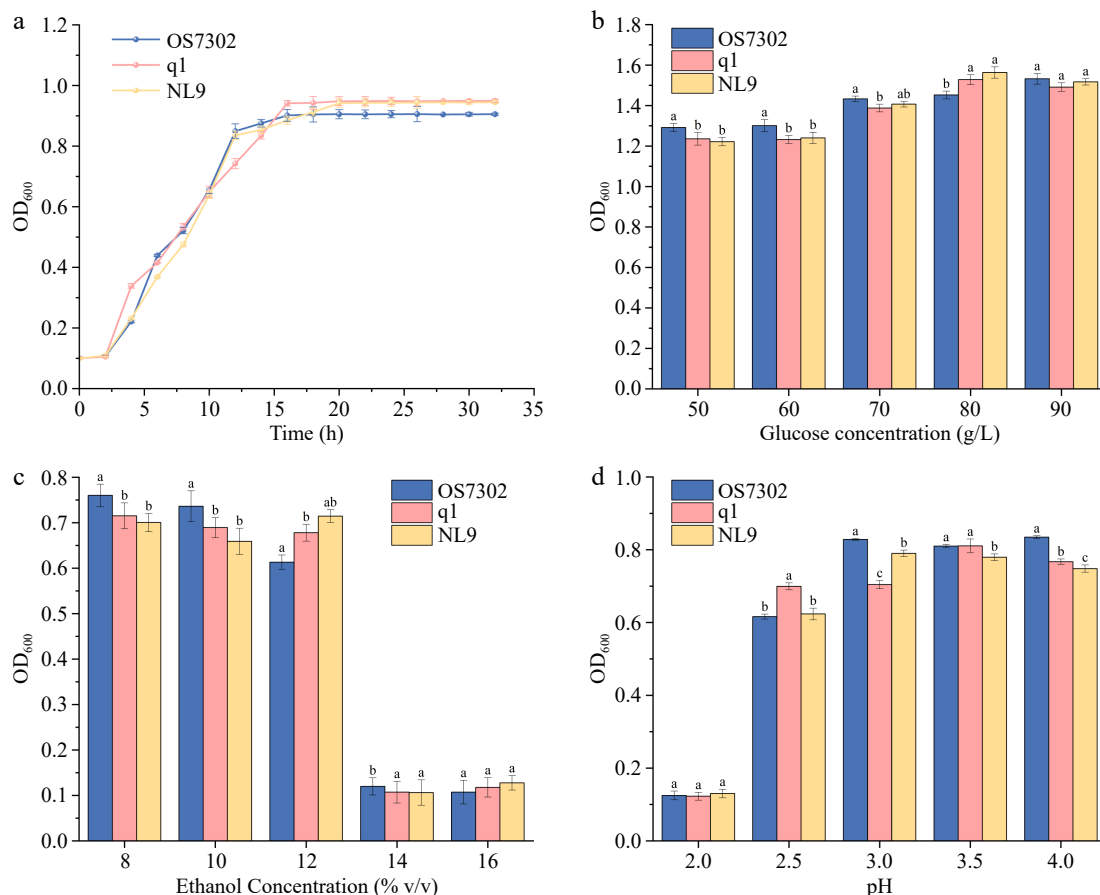 a
OS7302
q1
NL9
1.2
1.0
0.8
0.6
0.4
0.2
0.0
OD600
0 5 10 15 20 25 30 35
Time (h)
b
OS7302
q1
NL9
1.8
1.6
1.4
1.2
1.0
0.8
0.6
0.4
0.2
0.0
OD600
a b b
a b b
a b ab
b a a
a a a
50 60 70 80 90
Glucose concentration (g/L)
c
OS7302
q1
NL9
0.8
0.7
0.6
0.5
0.4
0.3
0.2
0.1
0.0
OD600
a b b
a b b
a b ab
b a a
a a a
8 10 12 14 16
Ethanol Concentration (% v/v)
d
OS7302
q1
NL9
1.0
0.8
0.6
0.4
0.2
0.0
OD600
a a a
b a b
a c b
a a b
a b c
2.0 2.5 3.0 3.5 4.0
pH